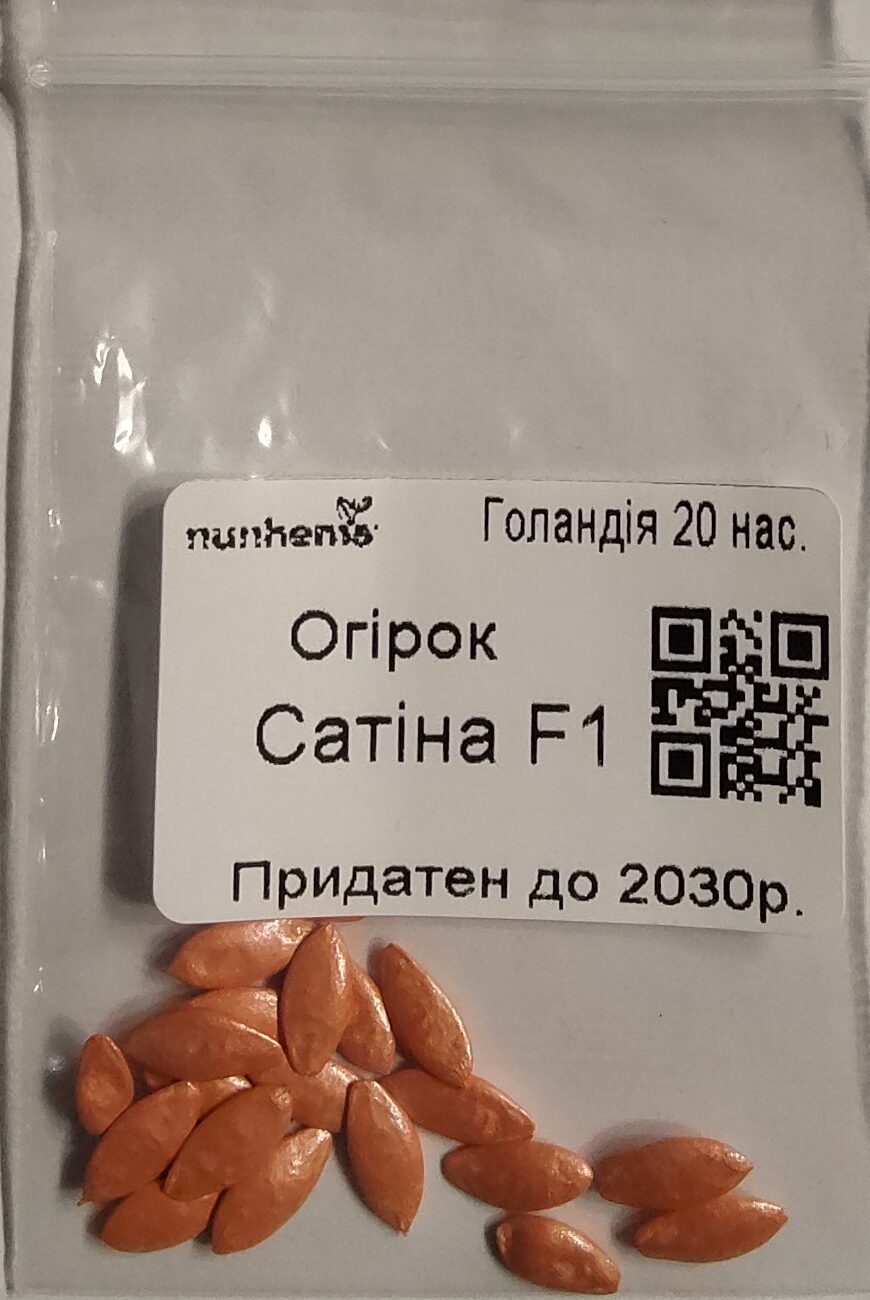 nunhems Голандія 20 нас.
Огірок
Сатіна F1
Придатен до 2030р.